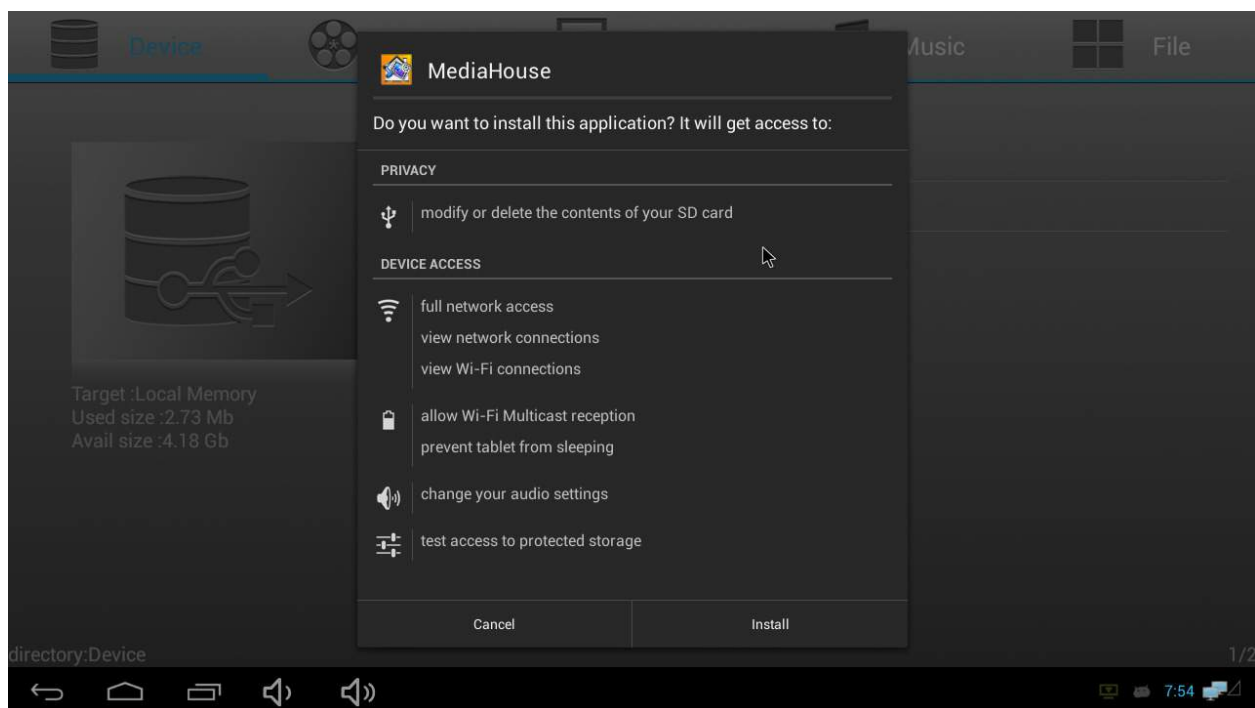 Device
Music
File
MediaHouse
Do you want to install this application? It will get access to:
PRIVACY
modify or delete the contents of your SD card
DEVICE ACCESS
full network access
view network connections
view Wi-Fi connections
allow Wi-Fi Multicast reception
prevent tablet from sleeping
change your audio settings
test access to protected storage
Cancel
Install
Target :Local Memory
Used size :2.73 Mb
Avail size :4.18 Gb
directory:Device
1/2
7:54